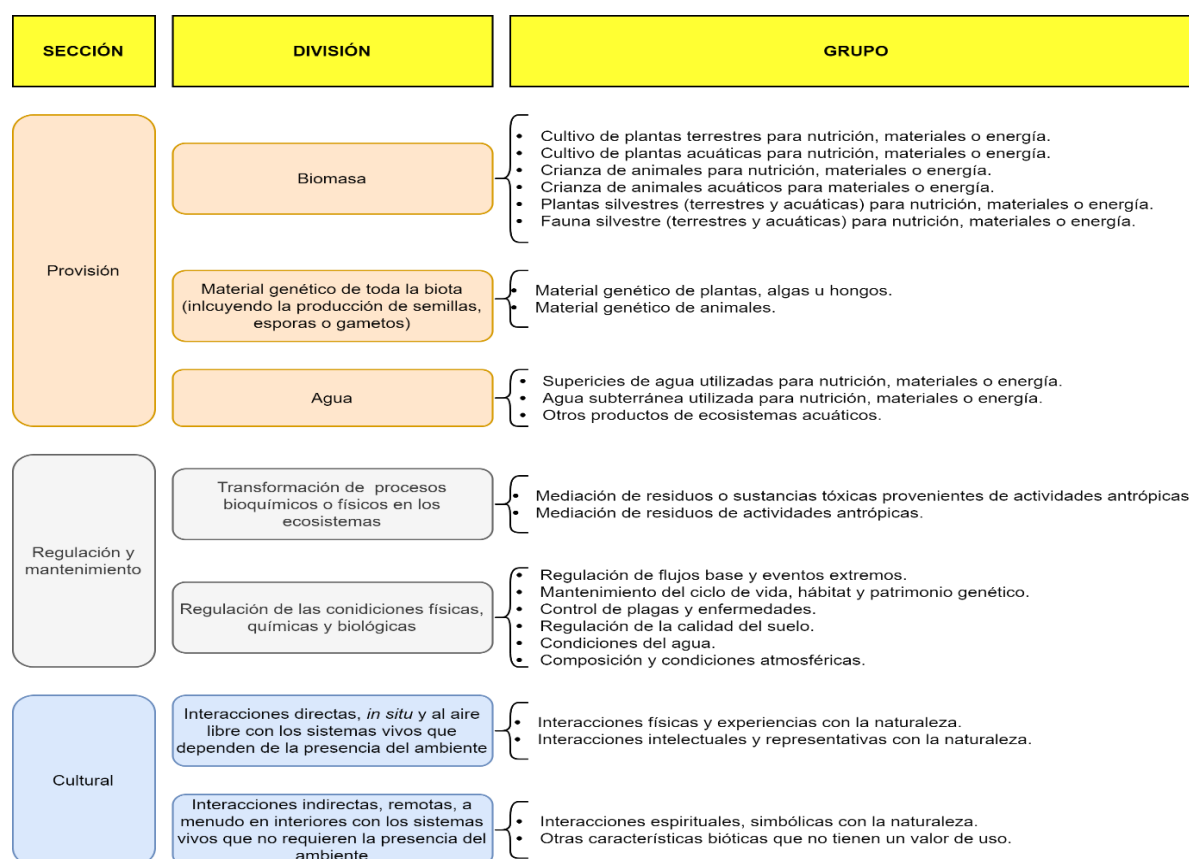 SECCIÓN
DIVISIÓN
GRUPO
Provisión
Biomasa
• Cultivo de plantas terrestres para nutrición, materiales o energía.
• Cultivo de plantas acuáticas para nutrición, materiales o energía.
• Crianza de animales para nutrición, materiales o energía.
• Crianza de animales acuáticos para materiales o energía.
• Plantas silvestres (terrestres y acuáticas) para nutrición, materiales o energía.
• Fauna silvestre (terrestres y acuáticas) para nutrición, materiales o energía.
Material genético de toda la biota
(inlcuyendo la producción de semillas,
esporas o gametos)
• Material genético de plantas, algas u hongos.
• Material genético de animales.
Agua
• Supericies de agua utilizadas para nutrición, materiales o energía.
• Agua subterránea utilizada para nutrición, materiales o energía.
• Otros productos de ecosistemas acuáticos.
Regulación y
mantenimiento
Transformación de procesos
bioquímicos o físicos en los
ecosistemas
• Mediación de residuos o sustancias tóxicas provenientes de actividades antrópicas
• Mediación de residuos de actividades antrópicas.
Regulación de las conidiciones físicas,
químicas y biológicas
• Regulación de flujos base y eventos extremos.
• Mantenimiento del ciclo de vida, hábitat y patrimonio genético.
• Control de plagas y enfermedades.
• Regulación de la calidad del suelo.
• Condiciones del agua.
• Composición y condiciones atmosféricas.
Cultural
Interacciones directas, in situ y al aire
libre con los sistemas vivos que
dependen de la presencia del ambiente
• Interacciones físicas y experiencias con la naturaleza.
• Interacciones intelectuales y representativas con la naturaleza.
Interacciones indirectas, remotas, a
menudo en interiores con los sistemas
vivos que no requieren la presencia del
ambiente
• Interacciones espirituales, simbólicas con la naturaleza.
• Otras características bióticas que no tienen un valor de uso.